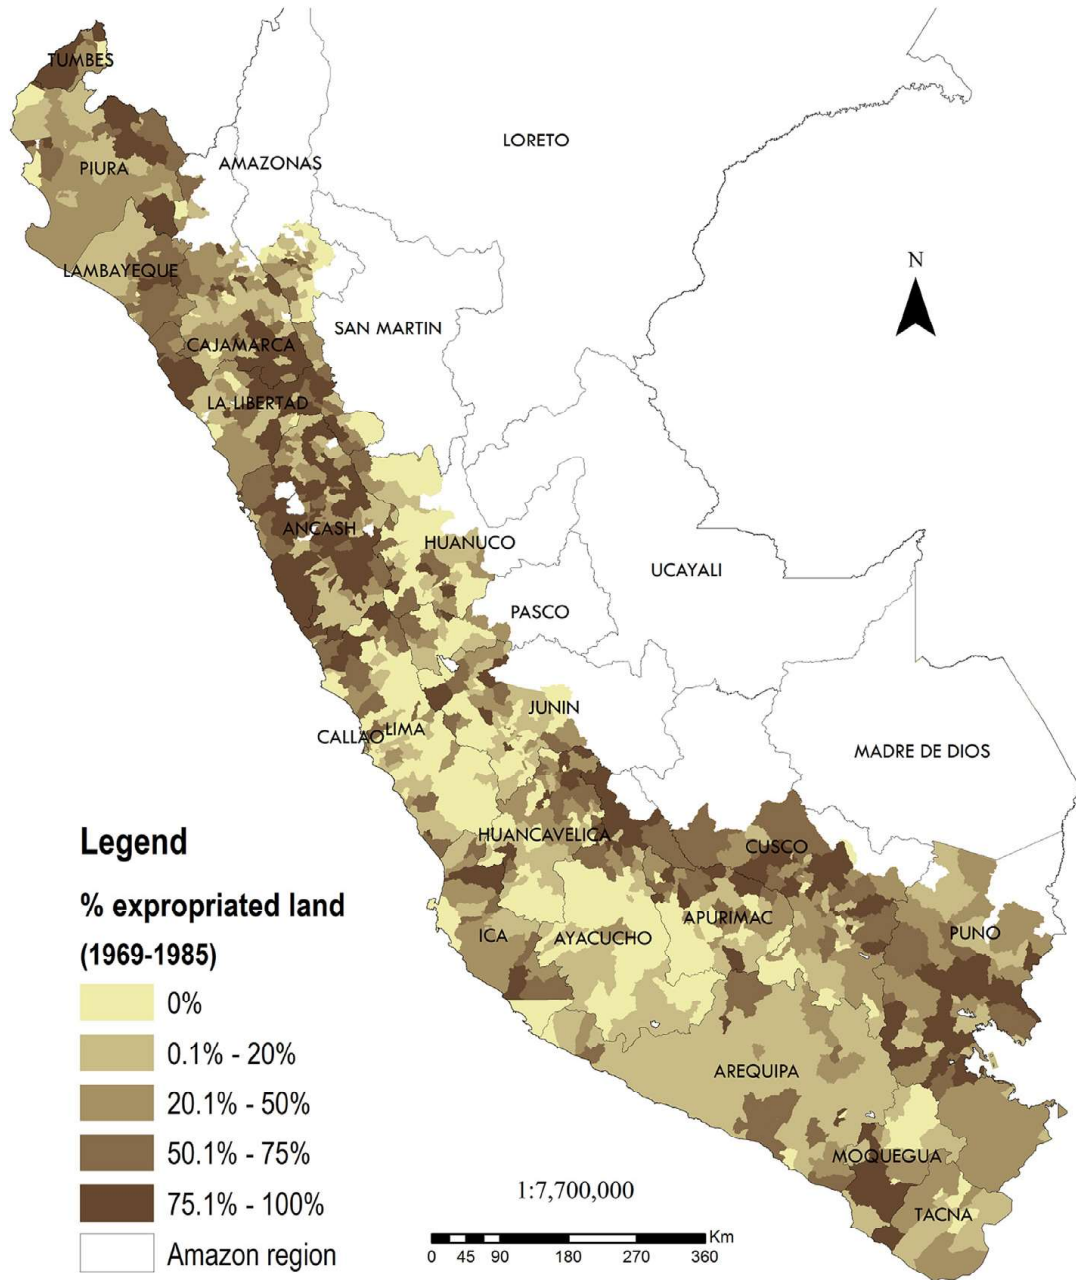 TUMBES
LORETO
AMAZONAS
PIURA
N
LAMBAYEQUE
SAN MARTIN
CAJAMARCA
LA LIBERTAD
ANCASH
HUANUCO
UCAYALI
PASCO
JUNIN
CALLAO
LIMA
MADRE DE DIOS
HUANCAVELICA
CUSCO
APURIMAC
ICA
AYACUCHO
PUNO
AREQUIPA
MOQUEGUA
TACNA
Legend
% expropriated land
(1969-1985)
0%
0.1% - 20%
20.1% - 50%
50.1% - 75%
75.1% - 100%
Amazon region
1:7,700,000
Km
0 45 90 180 270 360